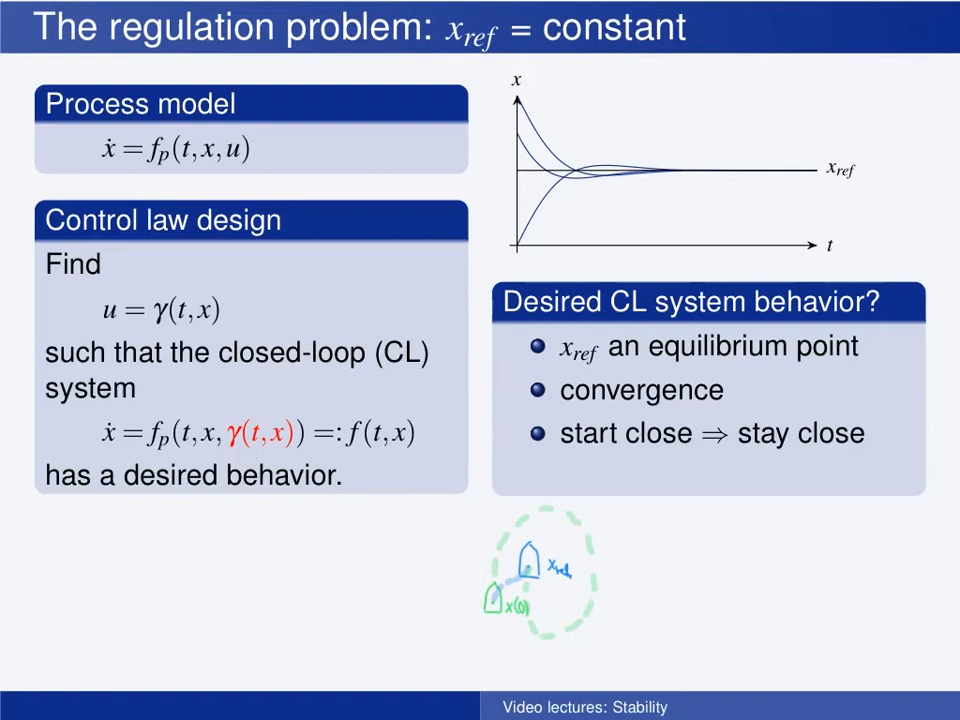 The regulation problem: x_ref = constant
Process model
ẋ = f_p(t, x, u)
Control law design
Find
u = γ(t, x)
such that the closed-loop (CL)
system
ẋ = f_p(t, x, γ(t, x)) =: f(t, x)
has a desired behavior.
x
x_ref
t
Desired CL system behavior?
x_ref an equilibrium point
convergence
start close ⇒ stay close
x_ref
x(0)
Video lectures: Stability